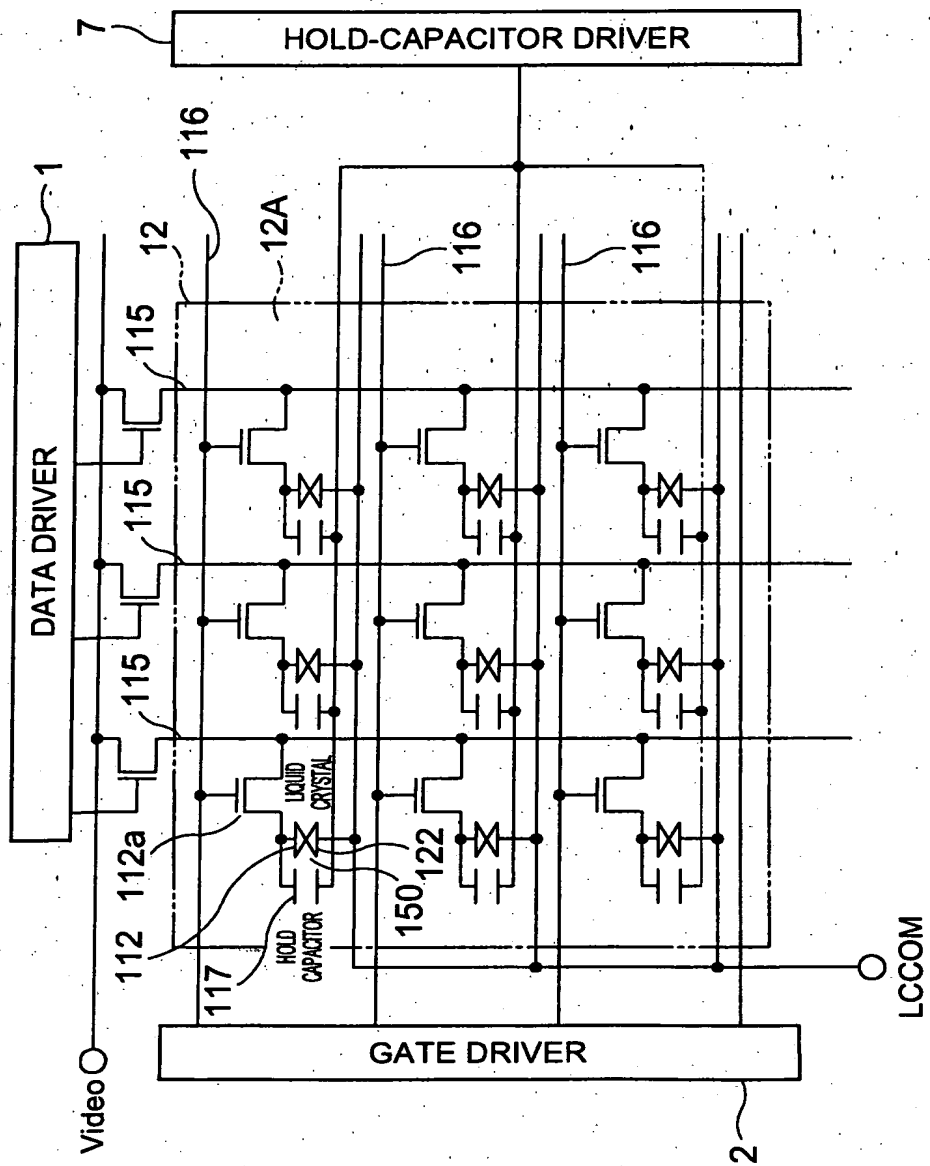 7
HOLD-CAPACITOR DRIVER
116
1
12
12A
116
116
115
DATA DRIVER
115
115
LIQUID
CRYSTAL
112a
122
150
112
HOLD
CAPACITOR
117
LCCOM
Video
GATE DRIVER
2